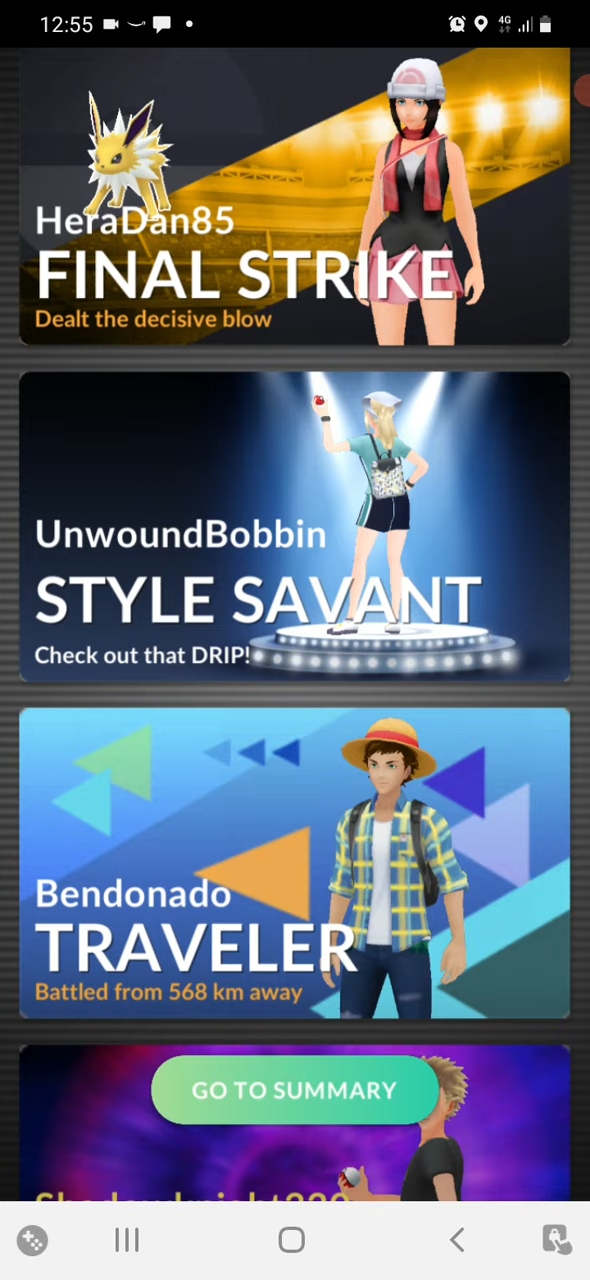 12:55
4G
HeraDan85
FINAL STRIKE
Dealt the decisive blow
UnwoundBobbin
STYLE SAVANT
Check out that DRIP!
Bendonado
TRAVELER
Battled from 568 km away
GO TO SUMMARY